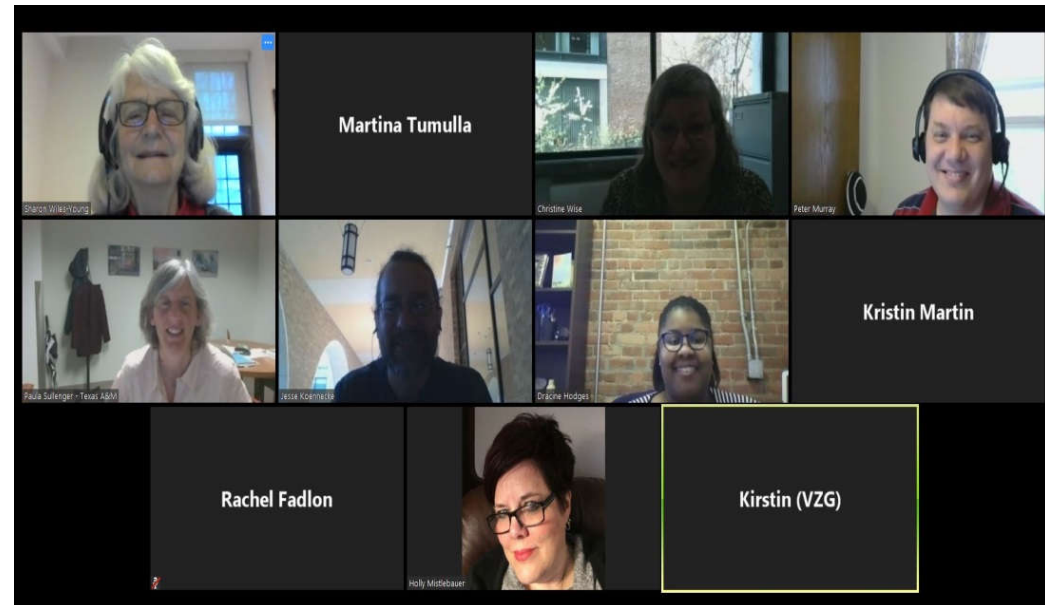 Sharon Wiles-Young
Martina Tumulla
Christine Wise
Peter Murray
Paula Sullenger - Texas A&M
Jesse Koennecke
Dracine Hodges
Kristin Martin
Rachel Fadlon
Holly Mistlebauer
Kirstin (VZG)